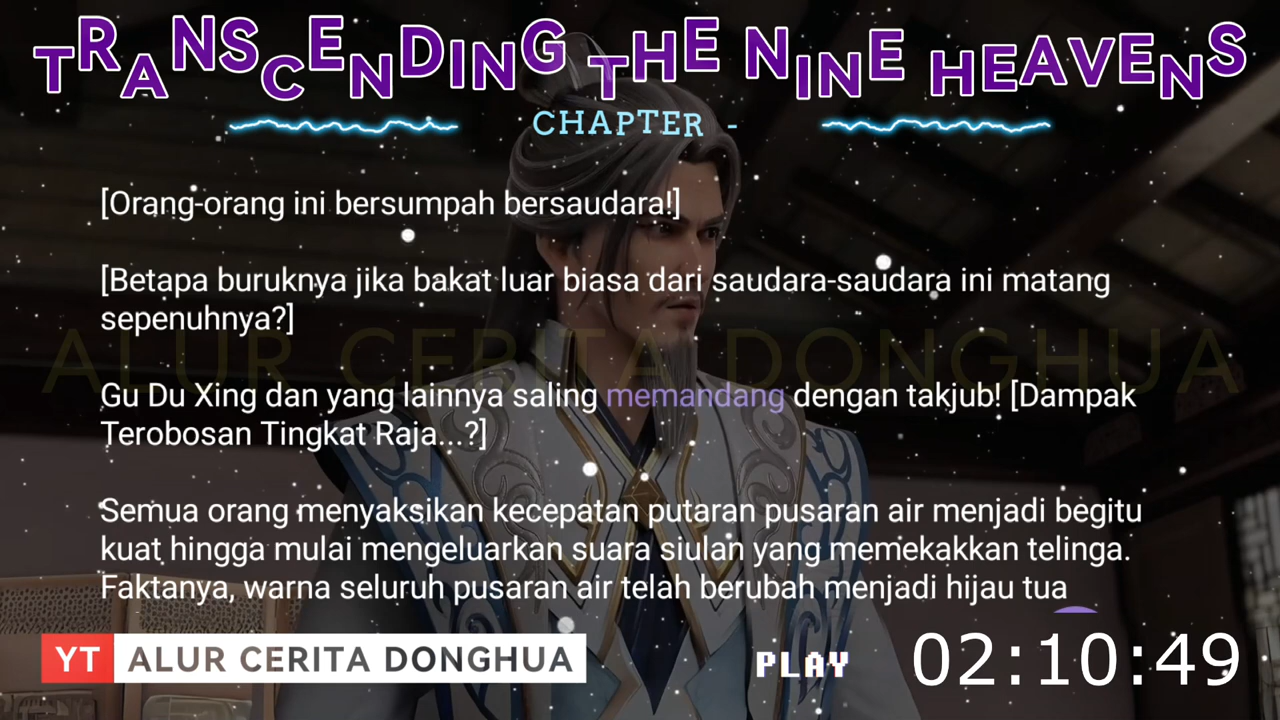 TRANSCENDING THE NINE HEAVENS
CHAPTER -
[Orang-orang ini bersumpah bersaudara!]
[Betapa buruknya jika bakat luar biasa dari saudara-saudara ini matang
sepenuhnya?]
ALUR CERITA DONGHUA
Gu Du Xing dan yang lainnya saling memandang dengan takjub! [Dampak
Terobosan Tingkat Raja...?]
Semua orang menyaksikan kecepatan putaran pusaran air menjadi begitu
kuat hingga mulai mengeluarkan suara siulan yang memekakkan telinga.
Faktanya, warna seluruh pusaran air telah berubah menjadi hijau tua
YT ALUR CERITA DONGHUA
PLAY
02:10:49